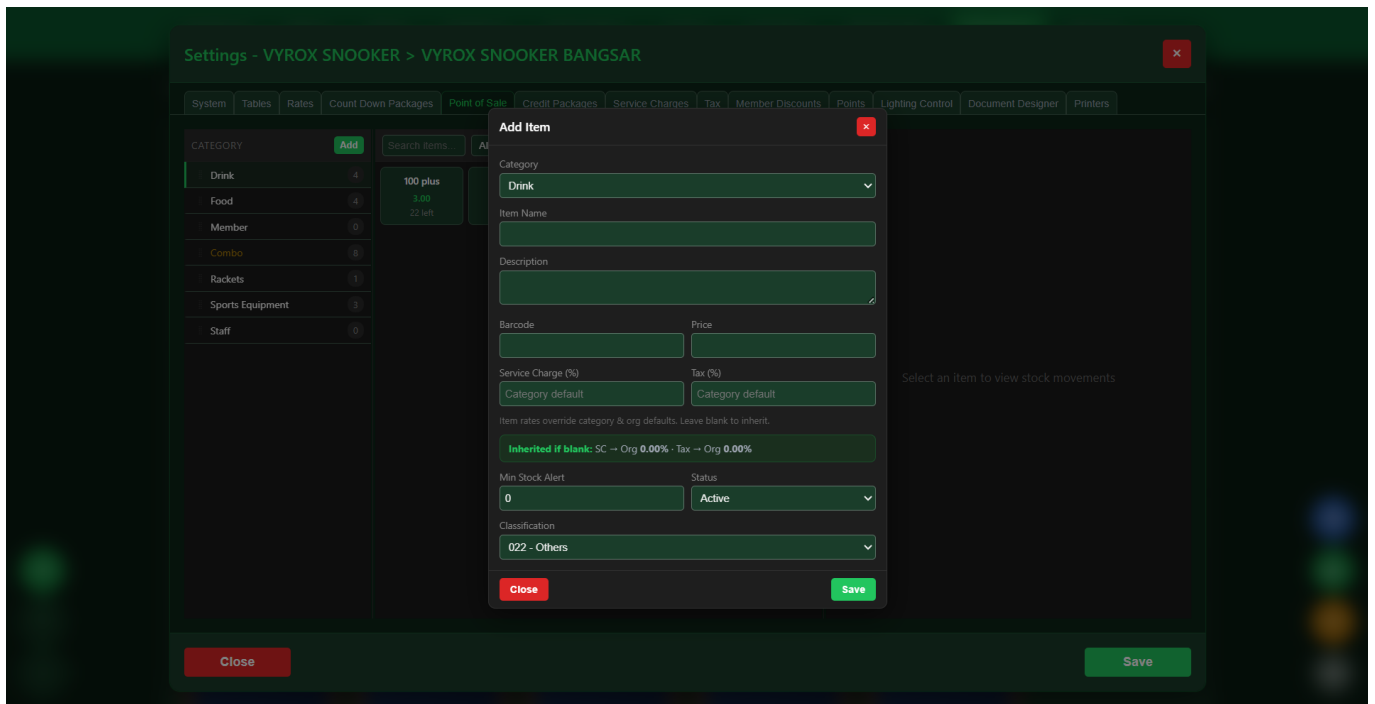 Settings - VYROX SNOOKER > VYROX SNOOKER BANGSAR
×
System Tables Rates Count Down Packages Point of Sale Credit Packages Service Charges Tax Member Discounts Points Lighting Control Document Designer Printers
CATEGORY Add
Drink 4
Food 4
Member 0
Combo 8
Rackets 1
Sports Equipment 3
Staff 0
Search items...
100 plus
3.00
22 left
Add Item ×
Category
Drink
Item Name
Description
Barcode Price
Service Charge (%) Tax (%)
Category default Category default
Item rates override category & org defaults. Leave blank to inherit.
Inherited if blank: SC → Org 0.00% · Tax → Org 0.00%
Min Stock Alert Status
0 Active
Classification
022 - Others
Close Save
Select an item to view stock movements
Close Save